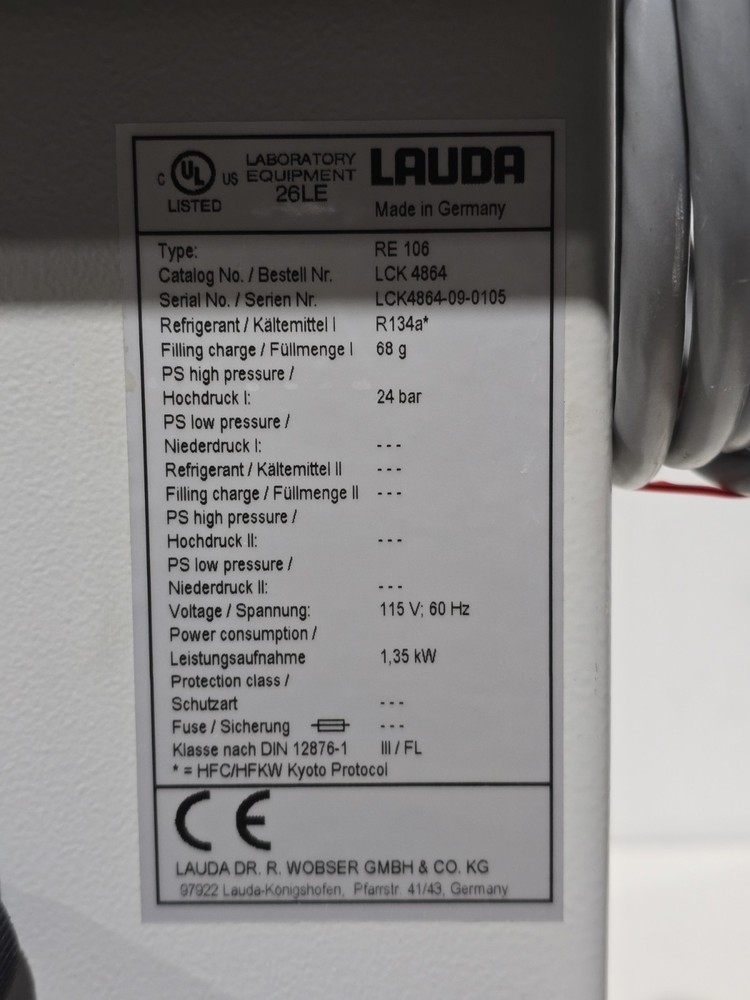 C UL US LABORATORY EQUIPMENT 26LE LAUDA
LISTED
Made in Germany
Type: RE 106
Catalog No. / Bestell Nr. LCK 4864
Serial No. / Serien Nr. LCK4864-09-0105
Refrigerant / Kältemittel I R134a*
Filling charge / Füllmenge I 68 g
PS high pressure /
Hochdruck I: 24 bar
PS low pressure /
Niederdruck I: - - -
Refrigerant / Kältemittel II - - -
Filling charge / Füllmenge II - - -
PS high pressure /
Hochdruck II: - - -
PS low pressure /
Niederdruck II: - - -
Voltage / Spannung: 115 V; 60 Hz
Power consumption /
Leistungsaufnahme 1,35 kW
Protection class /
Schutzart - - -
Fuse / Sicherung - - -
Klasse nach DIN 12876-1 III / FL
* = HFC/HFKW Kyoto Protocol
CE
LAUDA DR. R. WOBSER GMBH & CO. KG
97922 Lauda-Königshofen, Pfarrstr. 41/43, Germany